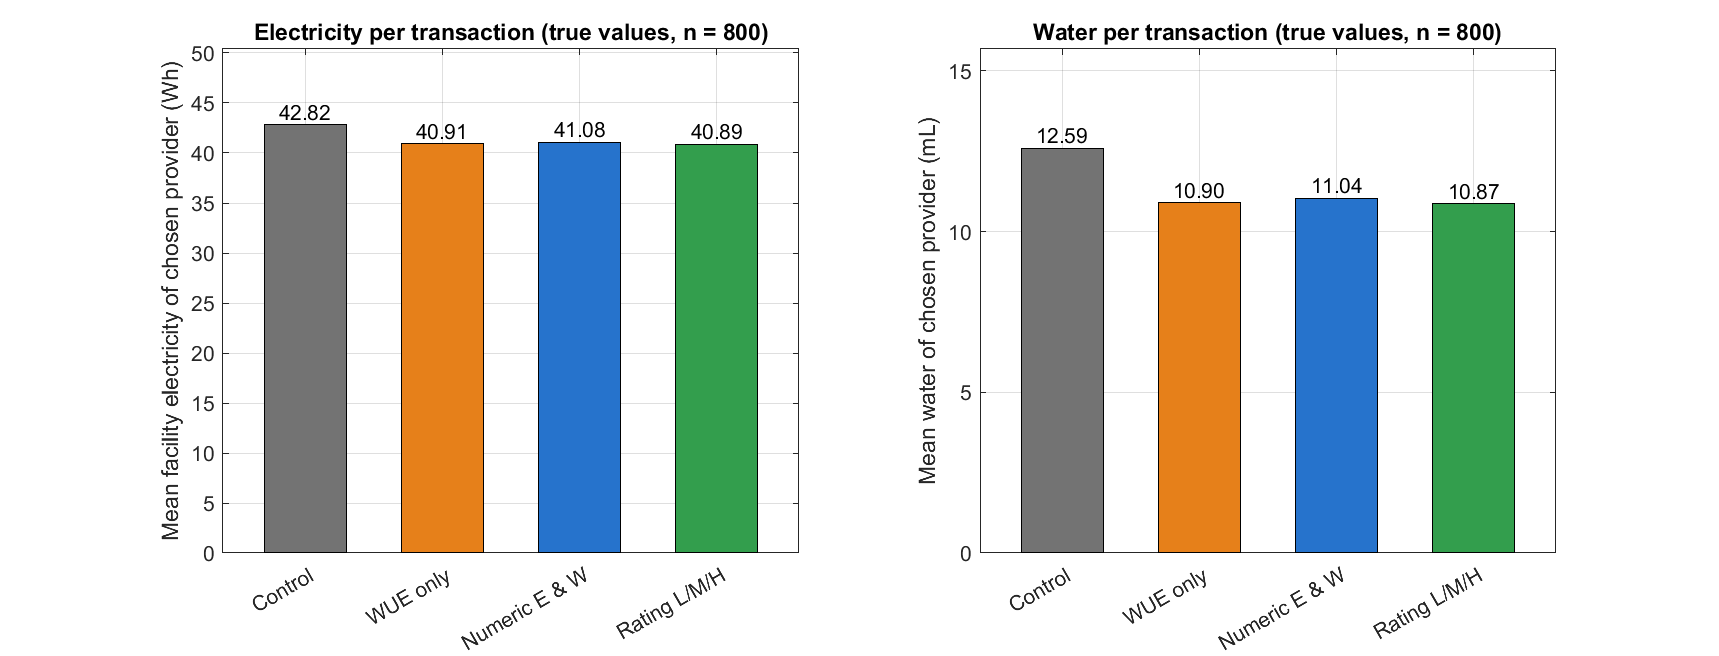 Electricity per transaction (true values, n = 800)
Mean facility electricity of chosen provider (Wh)
50
45
40
35
30
25
20
15
10
5
0
42.82
40.91
41.08
40.89
Control
WUE only
Numeric E & W
Rating L/M/H
Water per transaction (true values, n = 800)
Mean water of chosen provider (mL)
15
10
5
0
12.59
10.90
11.04
10.87
Control
WUE only
Numeric E & W
Rating L/M/H